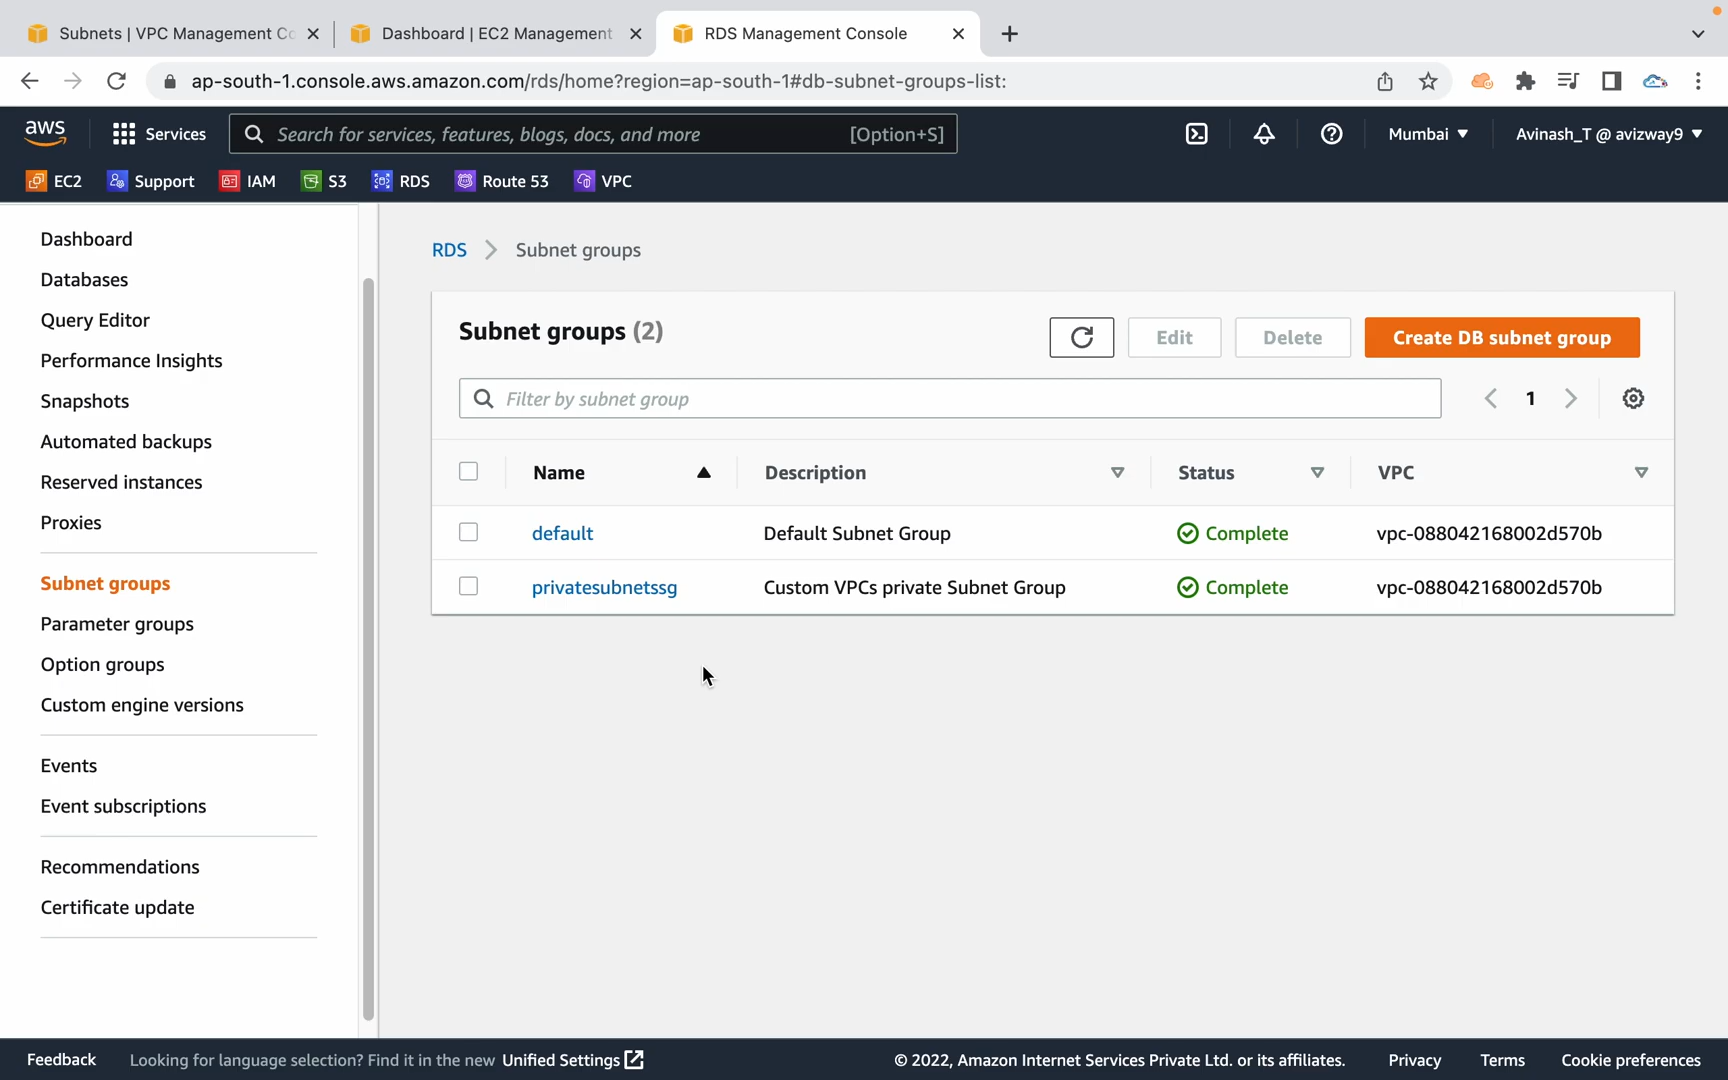 Subnets | VPC Management Co
Dashboard | EC2 Management
RDS Management Console
ap-south-1.console.aws.amazon.com/rds/home?region=ap-south-1#db-subnet-groups-list:
aws
Services
Search for services, features, blogs, docs, and more [Option+S]
Mumbai
Avinash_T @ avizway9
EC2
Support
IAM
S3
RDS
Route 53
VPC
Dashboard
Databases
Query Editor
Performance Insights
Snapshots
Automated backups
Reserved instances
Proxies
Subnet groups
Parameter groups
Option groups
Custom engine versions
Events
Event subscriptions
Recommendations
Certificate update
RDS > Subnet groups
Subnet groups (2)
Edit
Delete
Create DB subnet group
Filter by subnet group
1
Name Description Status VPC
default Default Subnet Group Complete vpc-088042168002d570b
privatesubnetssg Custom VPCs private Subnet Group Complete vpc-088042168002d570b
Feedback
Looking for language selection? Find it in the new Unified Settings
© 2022, Amazon Internet Services Private Ltd. or its affiliates.
Privacy
Terms
Cookie preferences